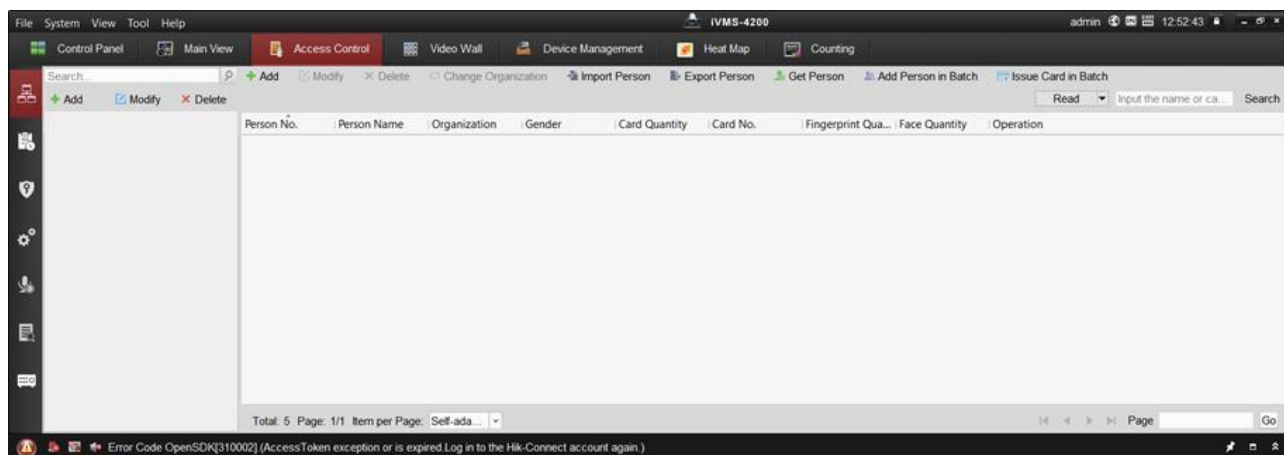 File System View Tool Help iVMS-4200 admin 12:52:43
Control Panel Main View Access Control Video Wall Device Management Heat Map Counting
Search... Add Modify Delete Change Organization Import Person Export Person Get Person Add Person in Batch Issue Card in Batch
Add Modify Delete Read Input the name or ca... Search
Person No. Person Name Organization Gender Card Quantity Card No. Fingerprint Qua... Face Quantity Operation
Total: 5 Page: 1/1 Item per Page: Self-ada... Page Go
Error Code OpenSDK[310002].(AccessToken exception or is expired.Log in to the Hik-Connect account again.)